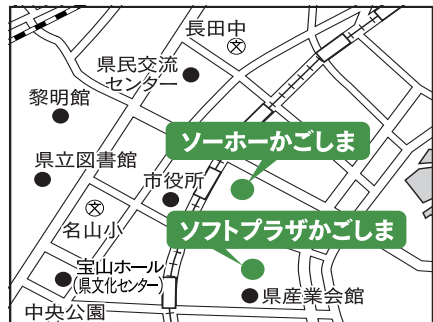 長田中
県民交流
センター
黎明館
ソーホーかごしま
県立図書館
市役所
名山小
ソフトプラザかごしま
宝山ホール
(県文化センター)
県産業会館
中央公園